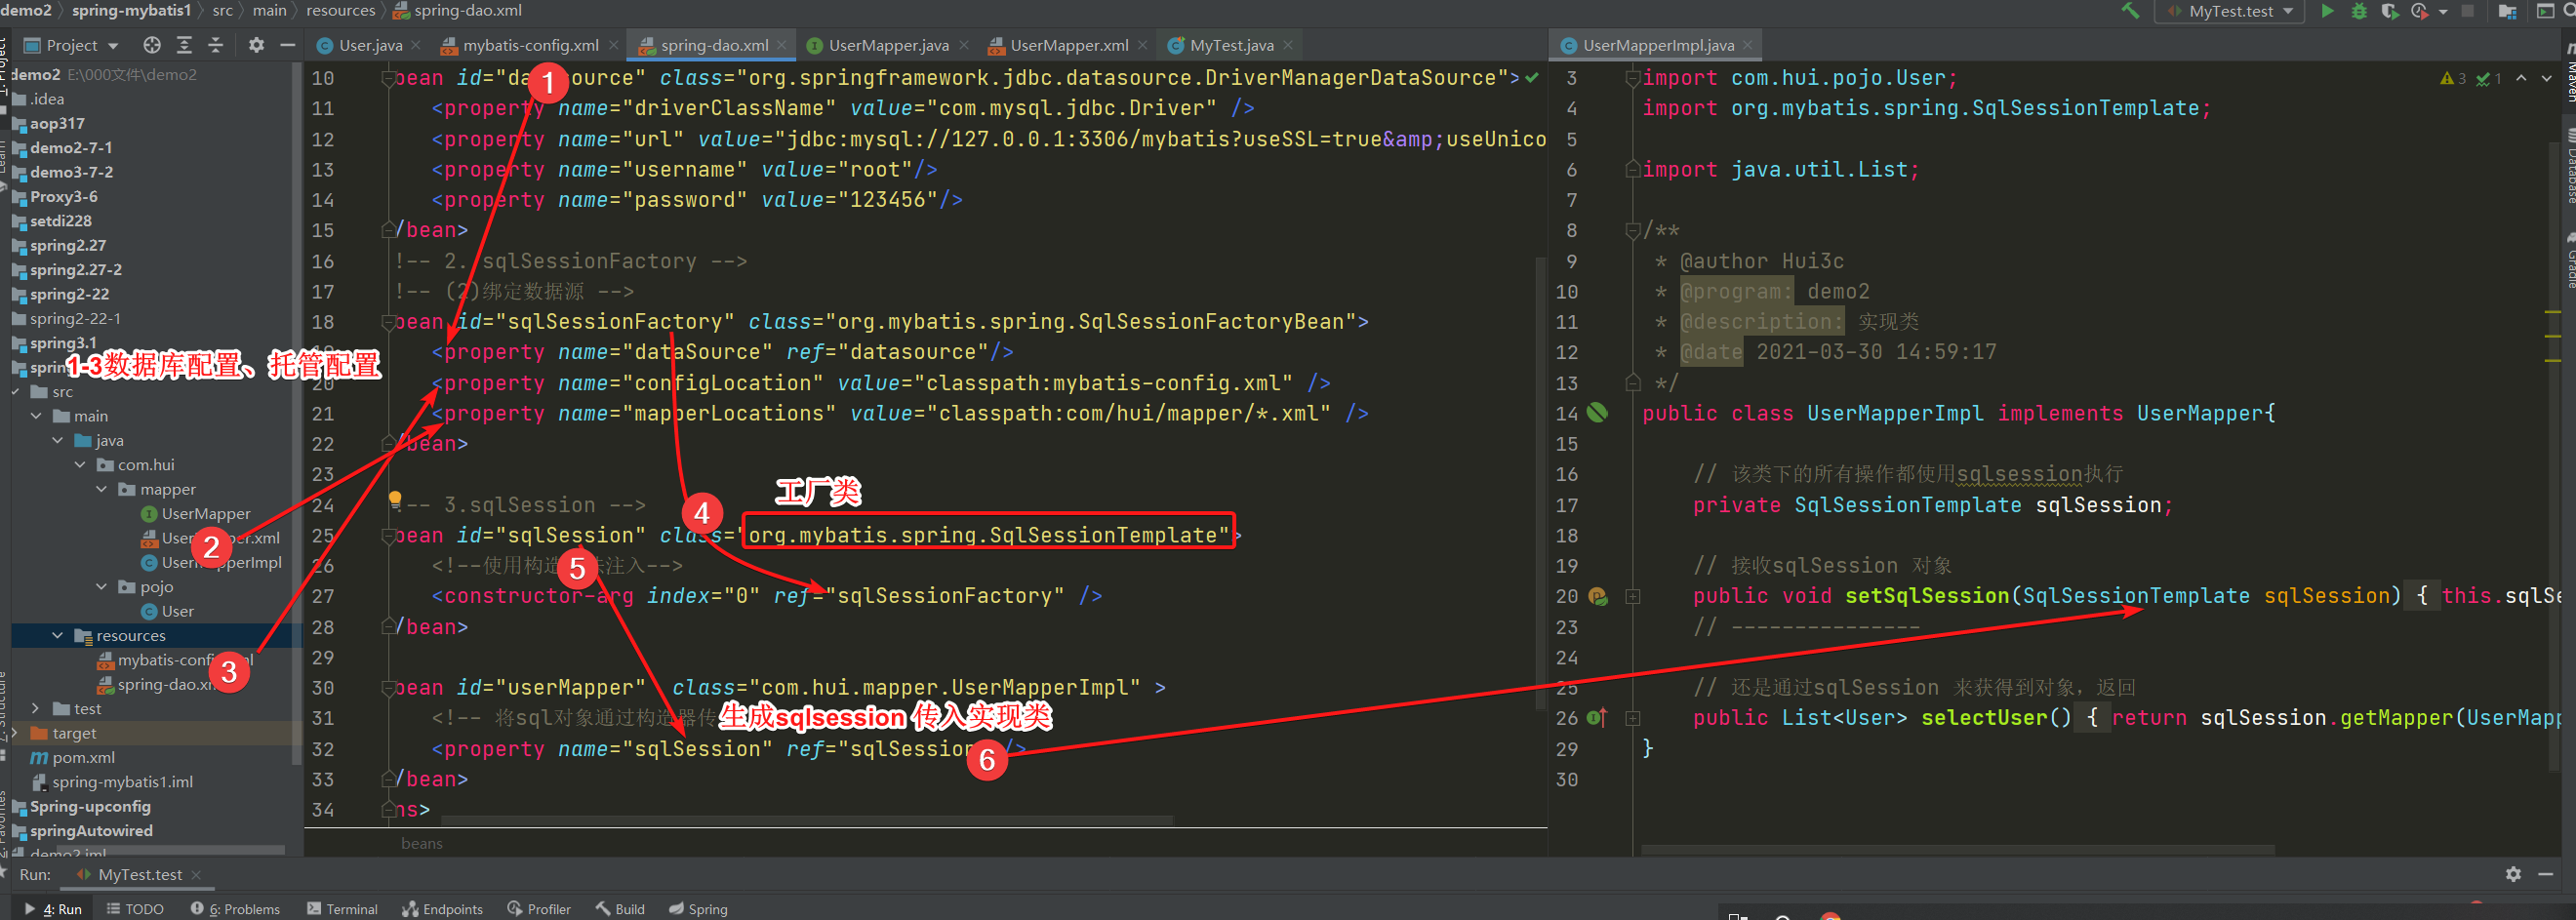 demo2 〉 spring-mybatis1 〉 src 〉 main 〉 resources 〉 spring-dao.xml
MyTest.test
Project
User.java
mybatis-config.xml
spring-dao.xml
UserMapper.java
UserMapper.xml
MyTest.java
UserMapperImpl.java
demo2 E:\000文件\demo2
.idea
aop317
demo2-7-1
demo3-7-2
Proxy3-6
setdi228
spring2.27
spring2.27-2
spring2-22
spring2-22-1
spring3.1
1-3数据库配置、托管配置
src
main
java
com.hui
mapper
UserMapper
2
UserMapperImpl
pojo
User
resources
3
test
target
pom.xml
spring-mybatis1.iml
Spring-upconfig
springAutowired
demo2.iml
10 bean id="datasource" class="org.springframework.jdbc.datasource.DriverManagerDataSource">
1
11 <property name="driverClassName" value="com.mysql.jdbc.Driver" />
12 <property name="url" value="jdbc:mysql://127.0.0.1:3306/mybatis?useSSL=true&amp;useUnico
13 <property name="username" value="root"/>
14 <property name="password" value="123456"/>
15 /bean>
16 !-- 2. sqlSessionFactory -->
17 !-- (2)绑定数据源 -->
18 bean id="sqlSessionFactory" class="org.mybatis.spring.SqlSessionFactoryBean">
<property name="dataSource" ref="datasource"/>
20 <property name="configLocation" value="classpath:mybatis-config.xml" />
21 <property name="mapperLocations" value="classpath:com/hui/mapper/*.xml" />
22 /bean>
23
工厂类
24 !-- 3.sqlSession -->
4
25 bean id="sqlSession" class="org.mybatis.spring.SqlSessionTemplate">
5
26 <!--使用构造 注入-->
27 <constructor-arg index="0" ref="sqlSessionFactory" />
28 /bean>
29
30 bean id="userMapper" class="com.hui.mapper.UserMapperImpl" >
31 <!-- 将sql对象通过构造器传
生成sqlsession 传入实现类
32 <property name="sqlSession" ref="sqlSession" />
6
33 /bean>
34 ns>
beans
3 import com.hui.pojo.User;
3 1
4 import org.mybatis.spring.SqlSessionTemplate;
5
6 import java.util.List;
7
8 /**
9 * @author Hui3c
10 * @program: demo2
11 * @description: 实现类
12 * @date 2021-03-30 14:59:17
13 */
14 public class UserMapperImpl implements UserMapper{
15
16 // 该类下的所有操作都使用sqlsession执行
17 private SqlSessionTemplate sqlSession;
18
19 // 接收sqlSession 对象
20 public void setSqlSession(SqlSessionTemplate sqlSession) { this.sqlSe
23 // ---------------
24
25 // 还是通过sqlSession 来获得到对象，返回
26 public List<User> selectUser() { return sqlSession.getMapper(UserMapp
29 }
30
Maven
Database
Gradle
Run: MyTest.test
4: Run
TODO
6: Problems
Terminal
Endpoints
Profiler
Build
Spring